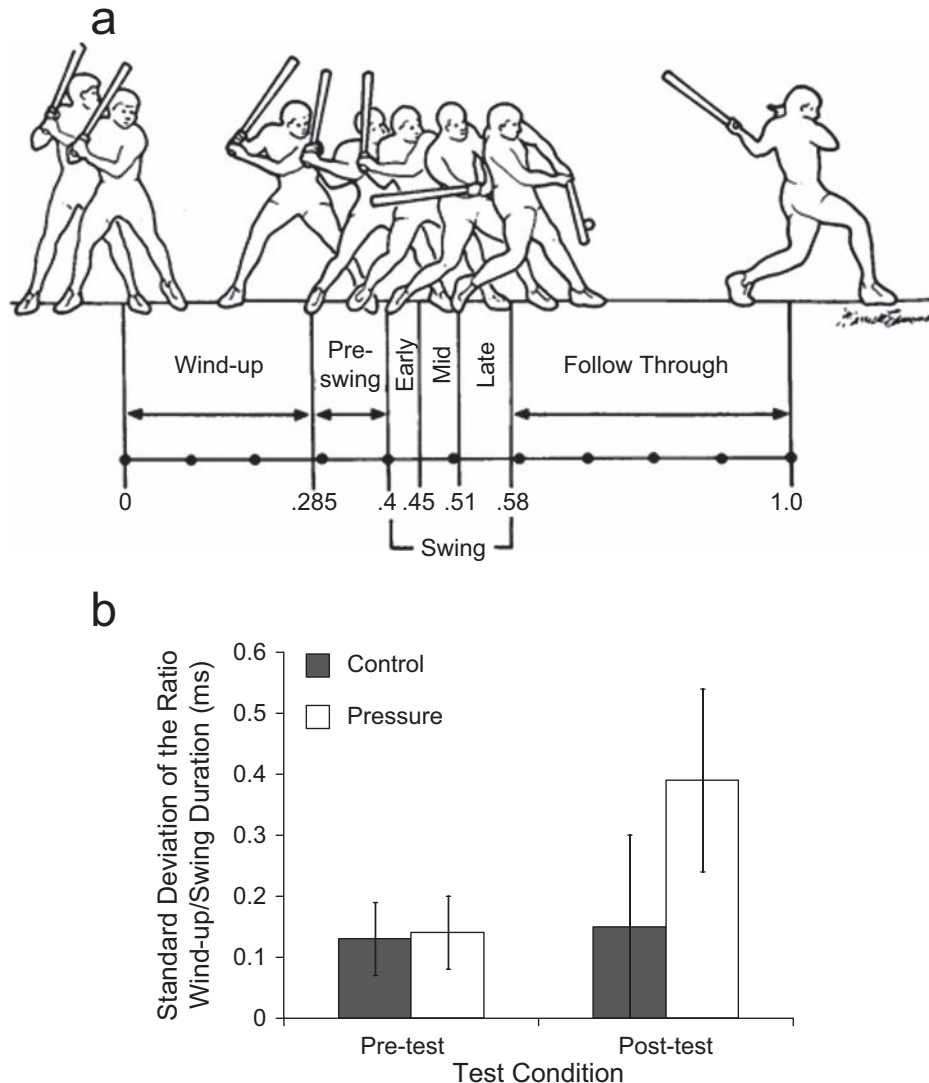 a
Wind-up
Pre-
swing
Early
Mid
Late
Follow Through
0
.285
.4
.45
.51
.58
1.0
Swing
b
Standard Deviation of the Ratio
Wind-up/Swing Duration (ms)
0.6
0.5
0.4
0.3
0.2
0.1
0
Control
Pressure
Pre-test
Post-test
Test Condition